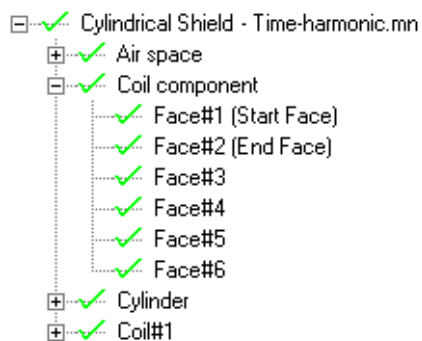 Cylindrical Shield - Time-harmonic.mn
Air space
Coil component
Face#1 (Start Face)
Face#2 (End Face)
Face#3
Face#4
Face#5
Face#6
Cylinder
Coil#1